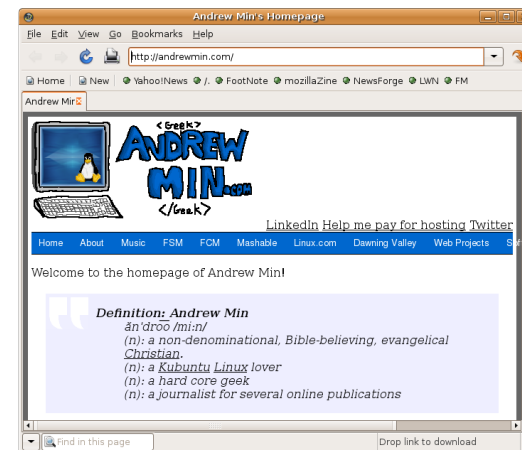 Andrew Min's Homepage
File Edit View Go Bookmarks Help
http://andrewmin.com/
Home New Yahoo!News /. FootNote mozillaZine NewsForge LWN FM
Andrew Mir
<Geek>
ANDREW
MIN.com
</Geek>
LinkedIn Help me pay for hosting Twitter
Home About Music FSM FCM Mashable Linux.com Dawning Valley Web Projects
Welcome to the homepage of Andrew Min!
Definition: Andrew Min
ăn'dro͞o /mi:n/
(n): a non-denominational, Bible-believing, evangelical
Christian.
(n): a Kubuntu Linux lover
(n): a hard core geek
(n): a journalist for several online publications
Find in this page Drop link to download